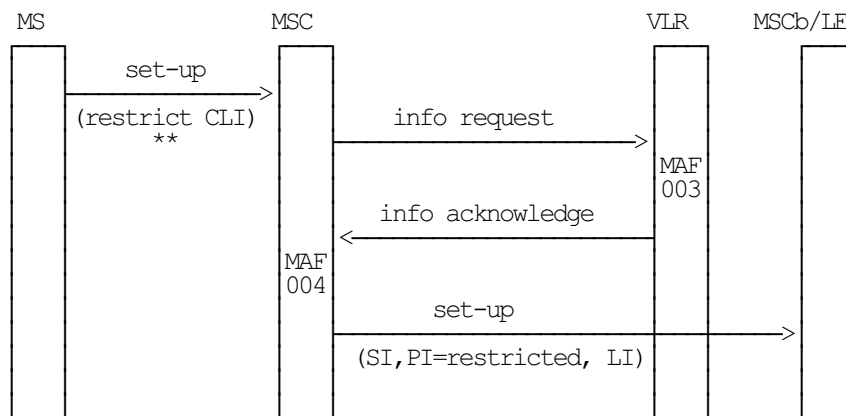 MS MSC VLR MSCb/LE
set-up
(restrict CLI)
**
info request
MAF
003
info acknowledge
MAF
004
set-up
(SI,PI=restricted, LI)